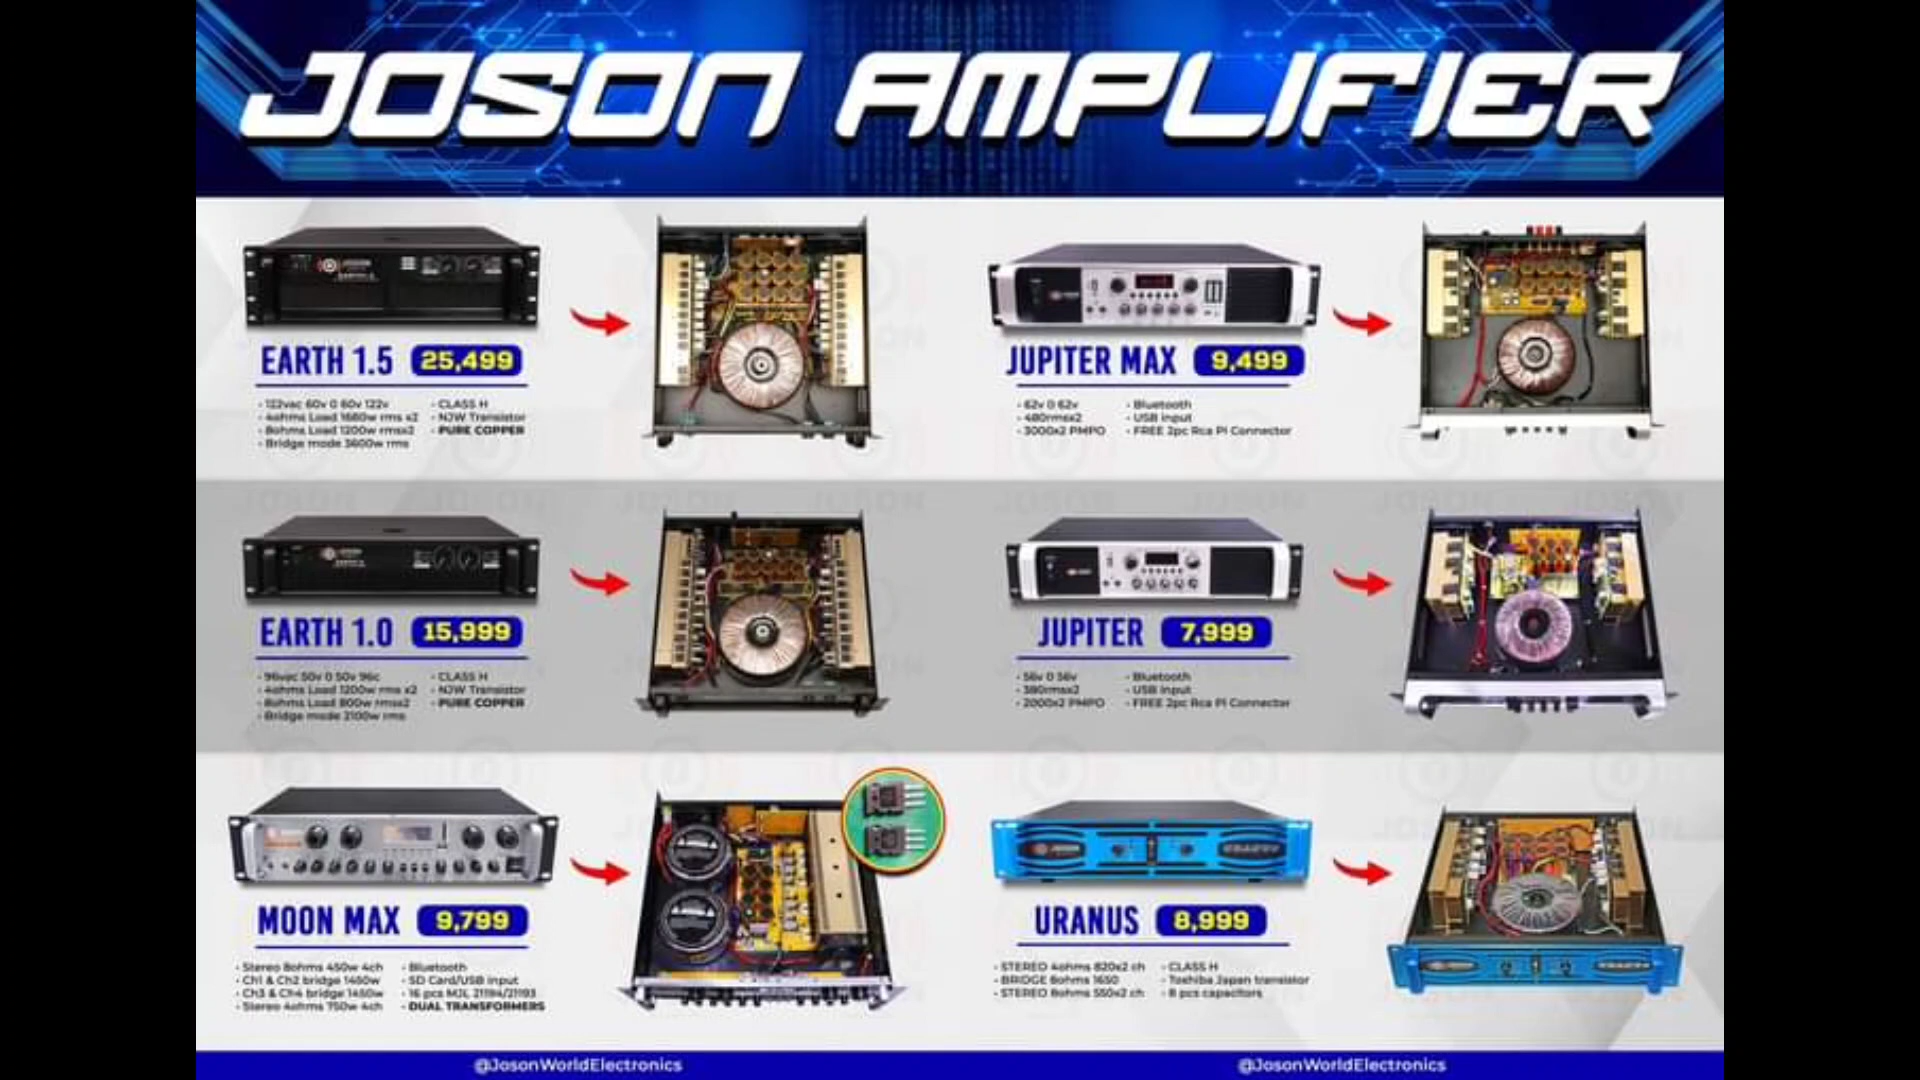 JOSON AMPLIFIER
EARTH 1.5 25,499
- 122vac 60v 0 60v 122v
- 4ohms Load 1680w rms x2
- 8ohms Load 1200w rmsx2
- Bridge mode 3600w rms
- CLASS H
- NJW Transistor
- PURE COPPER
JUPITER MAX 9,499
- 62v 0 62v
- 480rmsx2
- 3000x2 PMPO
- Bluetooth
- USB Input
- FREE 2pc Rca Pl Connector
EARTH 1.0 15,999
- 96vac 50v 0 50v 96c
- 4ohms Load 1200w rms x2
- 8ohms Load 800w rmsx2
- Bridge mode 2100w rms
- CLASS H
- NJW Transistor
- PURE COPPER
JUPITER 7,999
- 56v 0 56v
- 380rmsx2
- 2000x2 PMPO
- Bluetooth
- USB Input
- FREE 2pc Rca Pl Connector
MOON MAX 9,799
- Stereo 8ohms 450w 4ch
- Ch1 & Ch2 bridge 1450w
- Ch3 & Ch4 bridge 1450w
- Stereo 4ohms 750w 4ch
- Bluetooth
- SD Card/USB input
- 16 pcs MJL 21194/21193
- DUAL TRANSFORMERS
URANUS 8,999
- STEREO 4ohms 820x2 ch
- BRIDGE 8ohms 1650
- STEREO 8ohms 550x2 ch
- CLASS H
- Toshiba Japan transistor
- 8 pcs capacitors
@JosonWorldElectronics
@JosonWorldElectronics